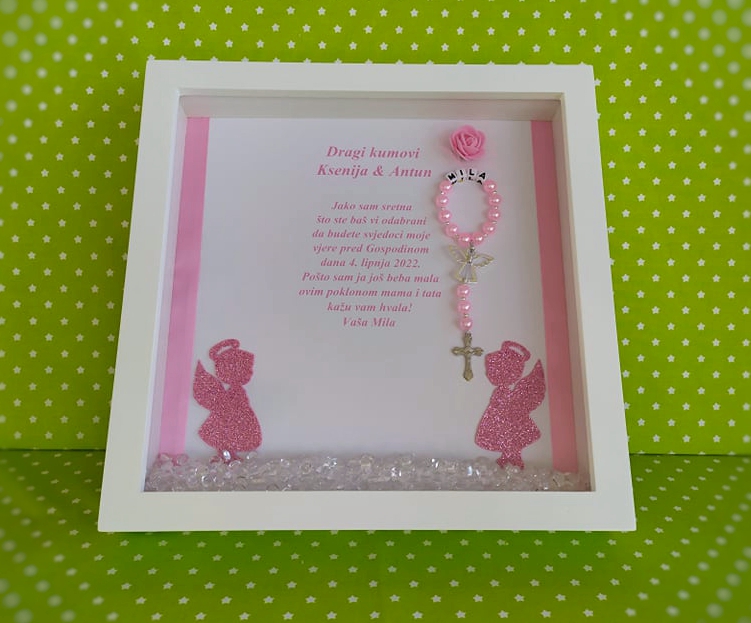 Dragi kumovi
Ksenija & Antun
MILA
Jako sam sretna
što ste baš vi odabrani
da budete svjedoci moje
vjere pred Gospodinom
dana 4. lipnja 2022.
Pošto sam ja još beba mala
ovim poklonom mama i tata
kažu vam hvala!
Vaša Mila